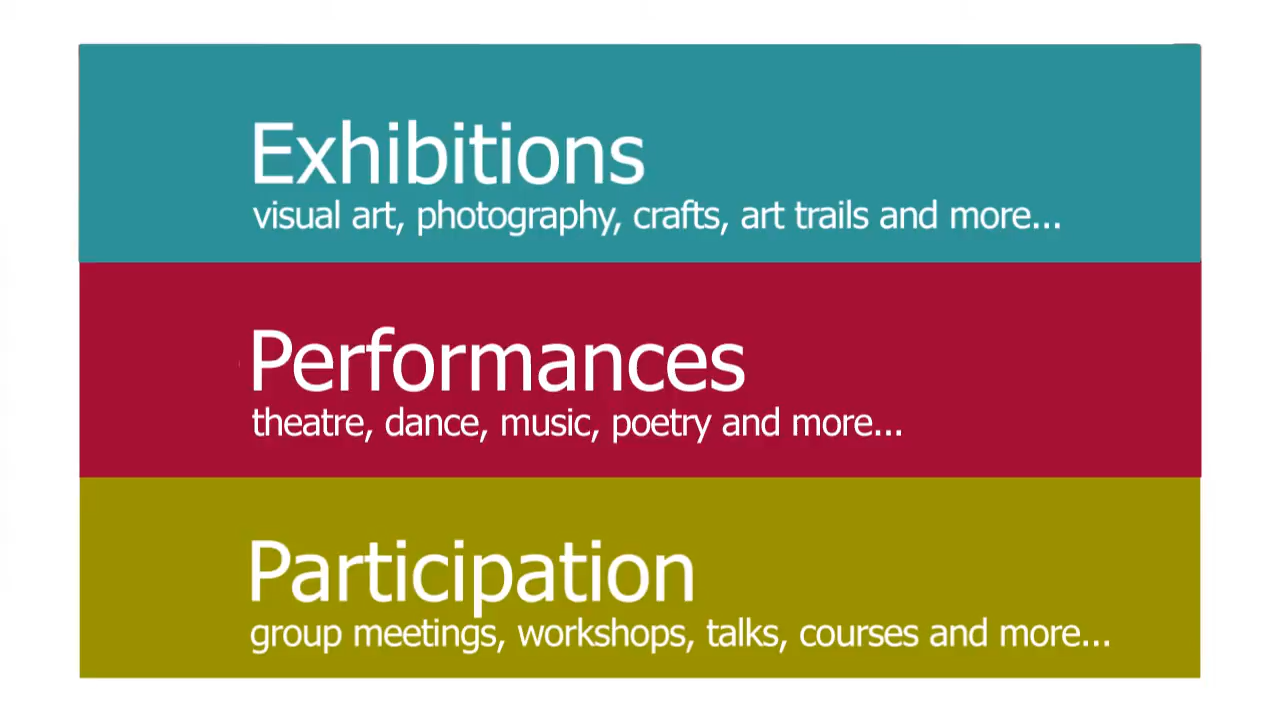 Exhibitions
visual art, photography, crafts, art trails and more...
Performances
theatre, dance, music, poetry and more...
Participation
group meetings, workshops, talks, courses and more...